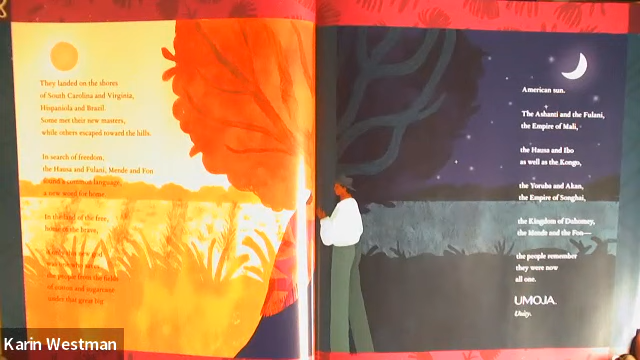 They landed on the shores
of South Carolina and Virginia,
Hispaniola and Brazil.
Some met their new masters,
while others escaped toward the hills.
In search of freedom,
the Hausa and Fulani, Mende and Fon
found a common language,
a new word for home.
In the land of the free,
home of the brave,
the people from the fields
of cotton and sugarcane
under that great big
American sun.
The Ashanti and the Fulani,
the Empire of Mali,
the Hausa and Ibo
as well as the Kongo,
the Yoruba and Akan,
the Empire of Songhai,
the Kingdom of Dahomey,
the Mende and the Fon—
the people remember
they were now
all one.
UMOJA.
Unity.
Karin Westman